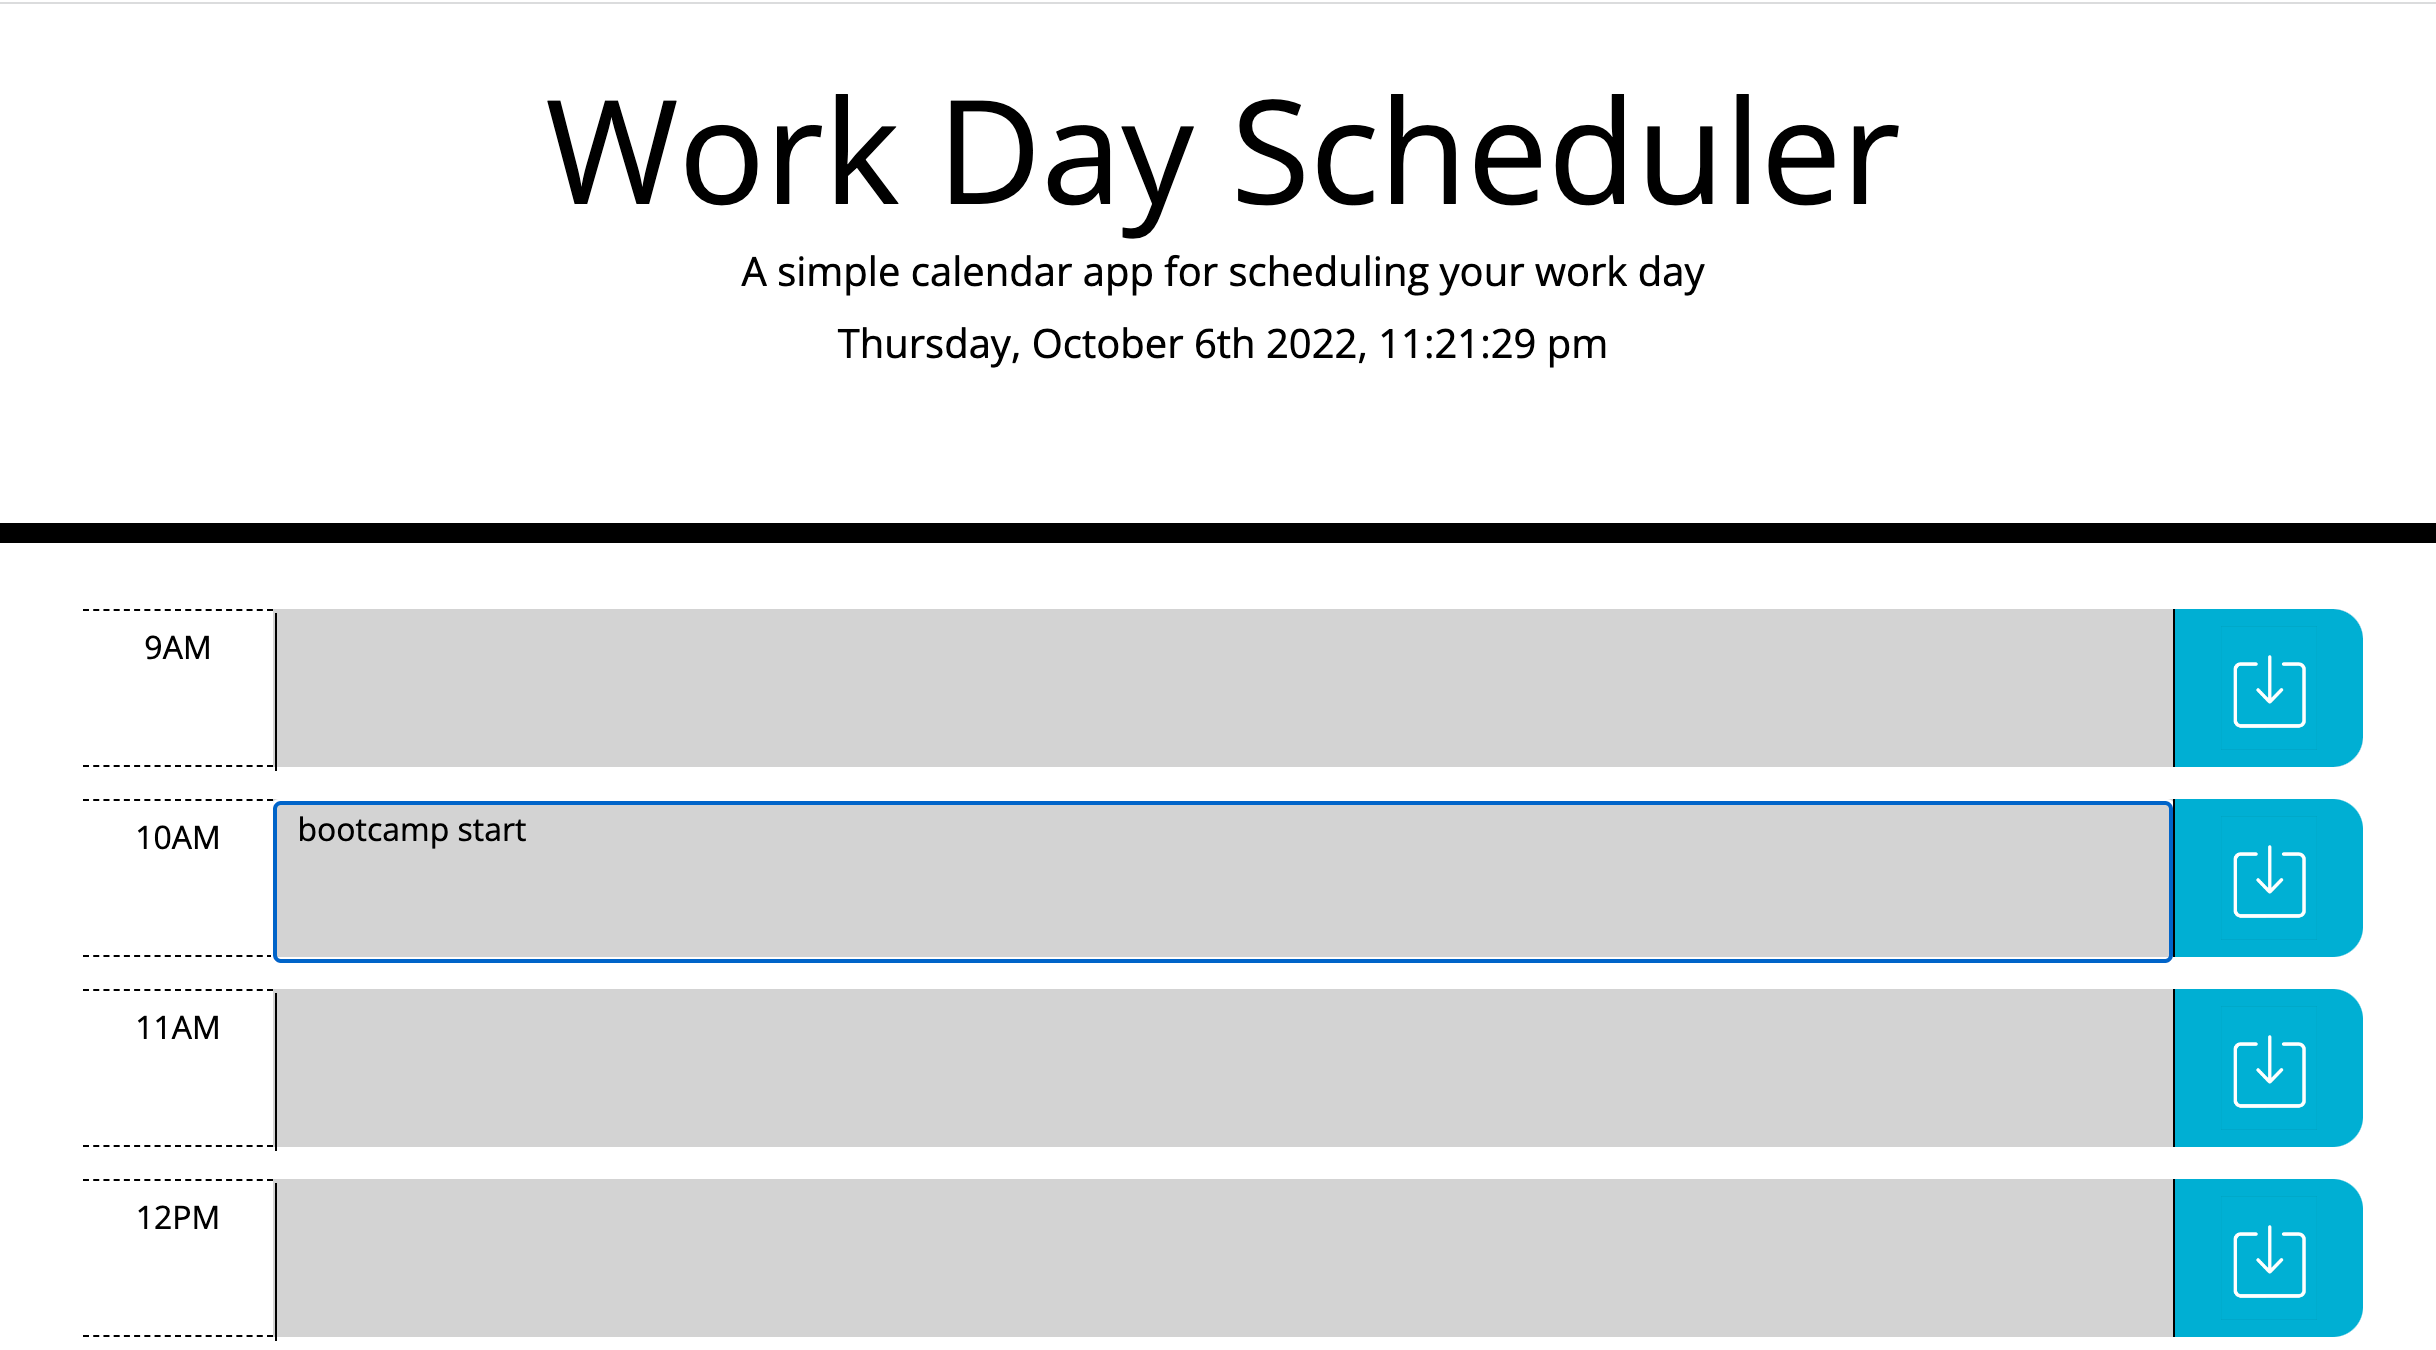 Work Day Scheduler
A simple calendar app for scheduling your work day
Thursday, October 6th 2022, 11:21:29 pm
9AM
10AM
bootcamp start
11AM
12PM